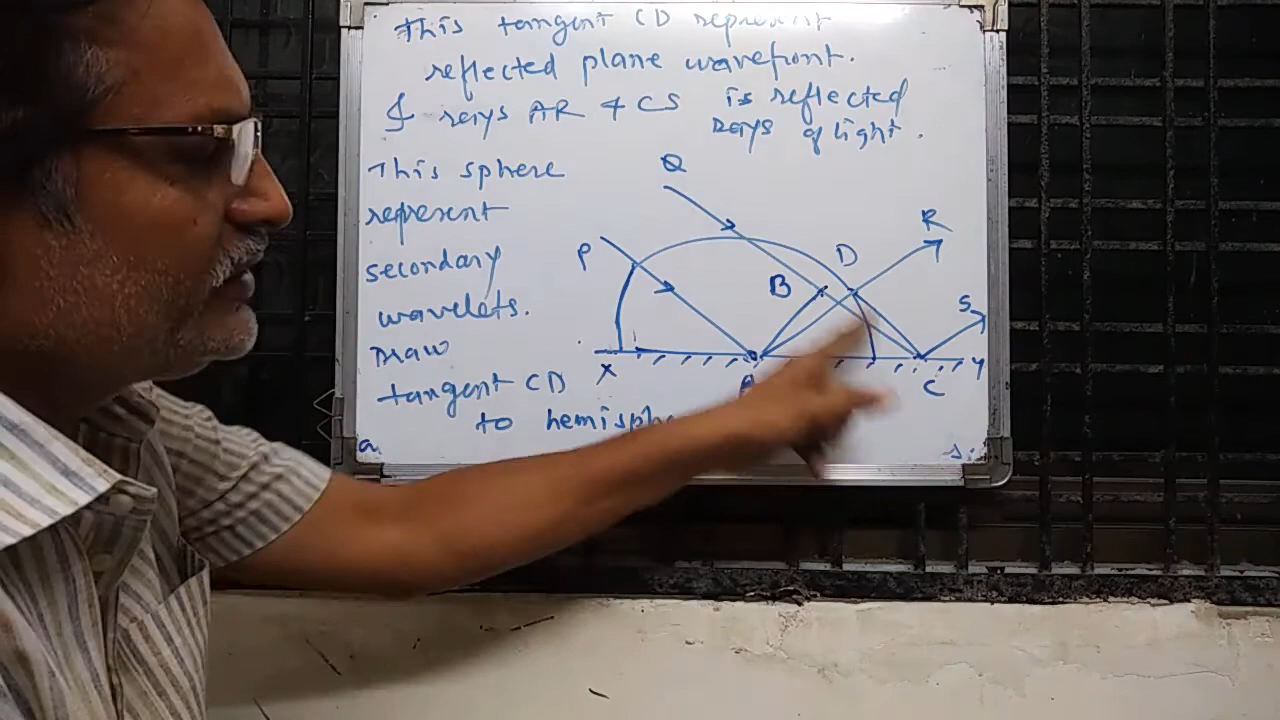 This tangent CD represent
reflected plane wavefront.
& rays AR & CS is reflected
rays of light.
This sphere
represent
secondary
wavelets.
Draw
tangent CD
to hemisph
Q
P
R
D
B
S
X
A
C
Y
a
s.